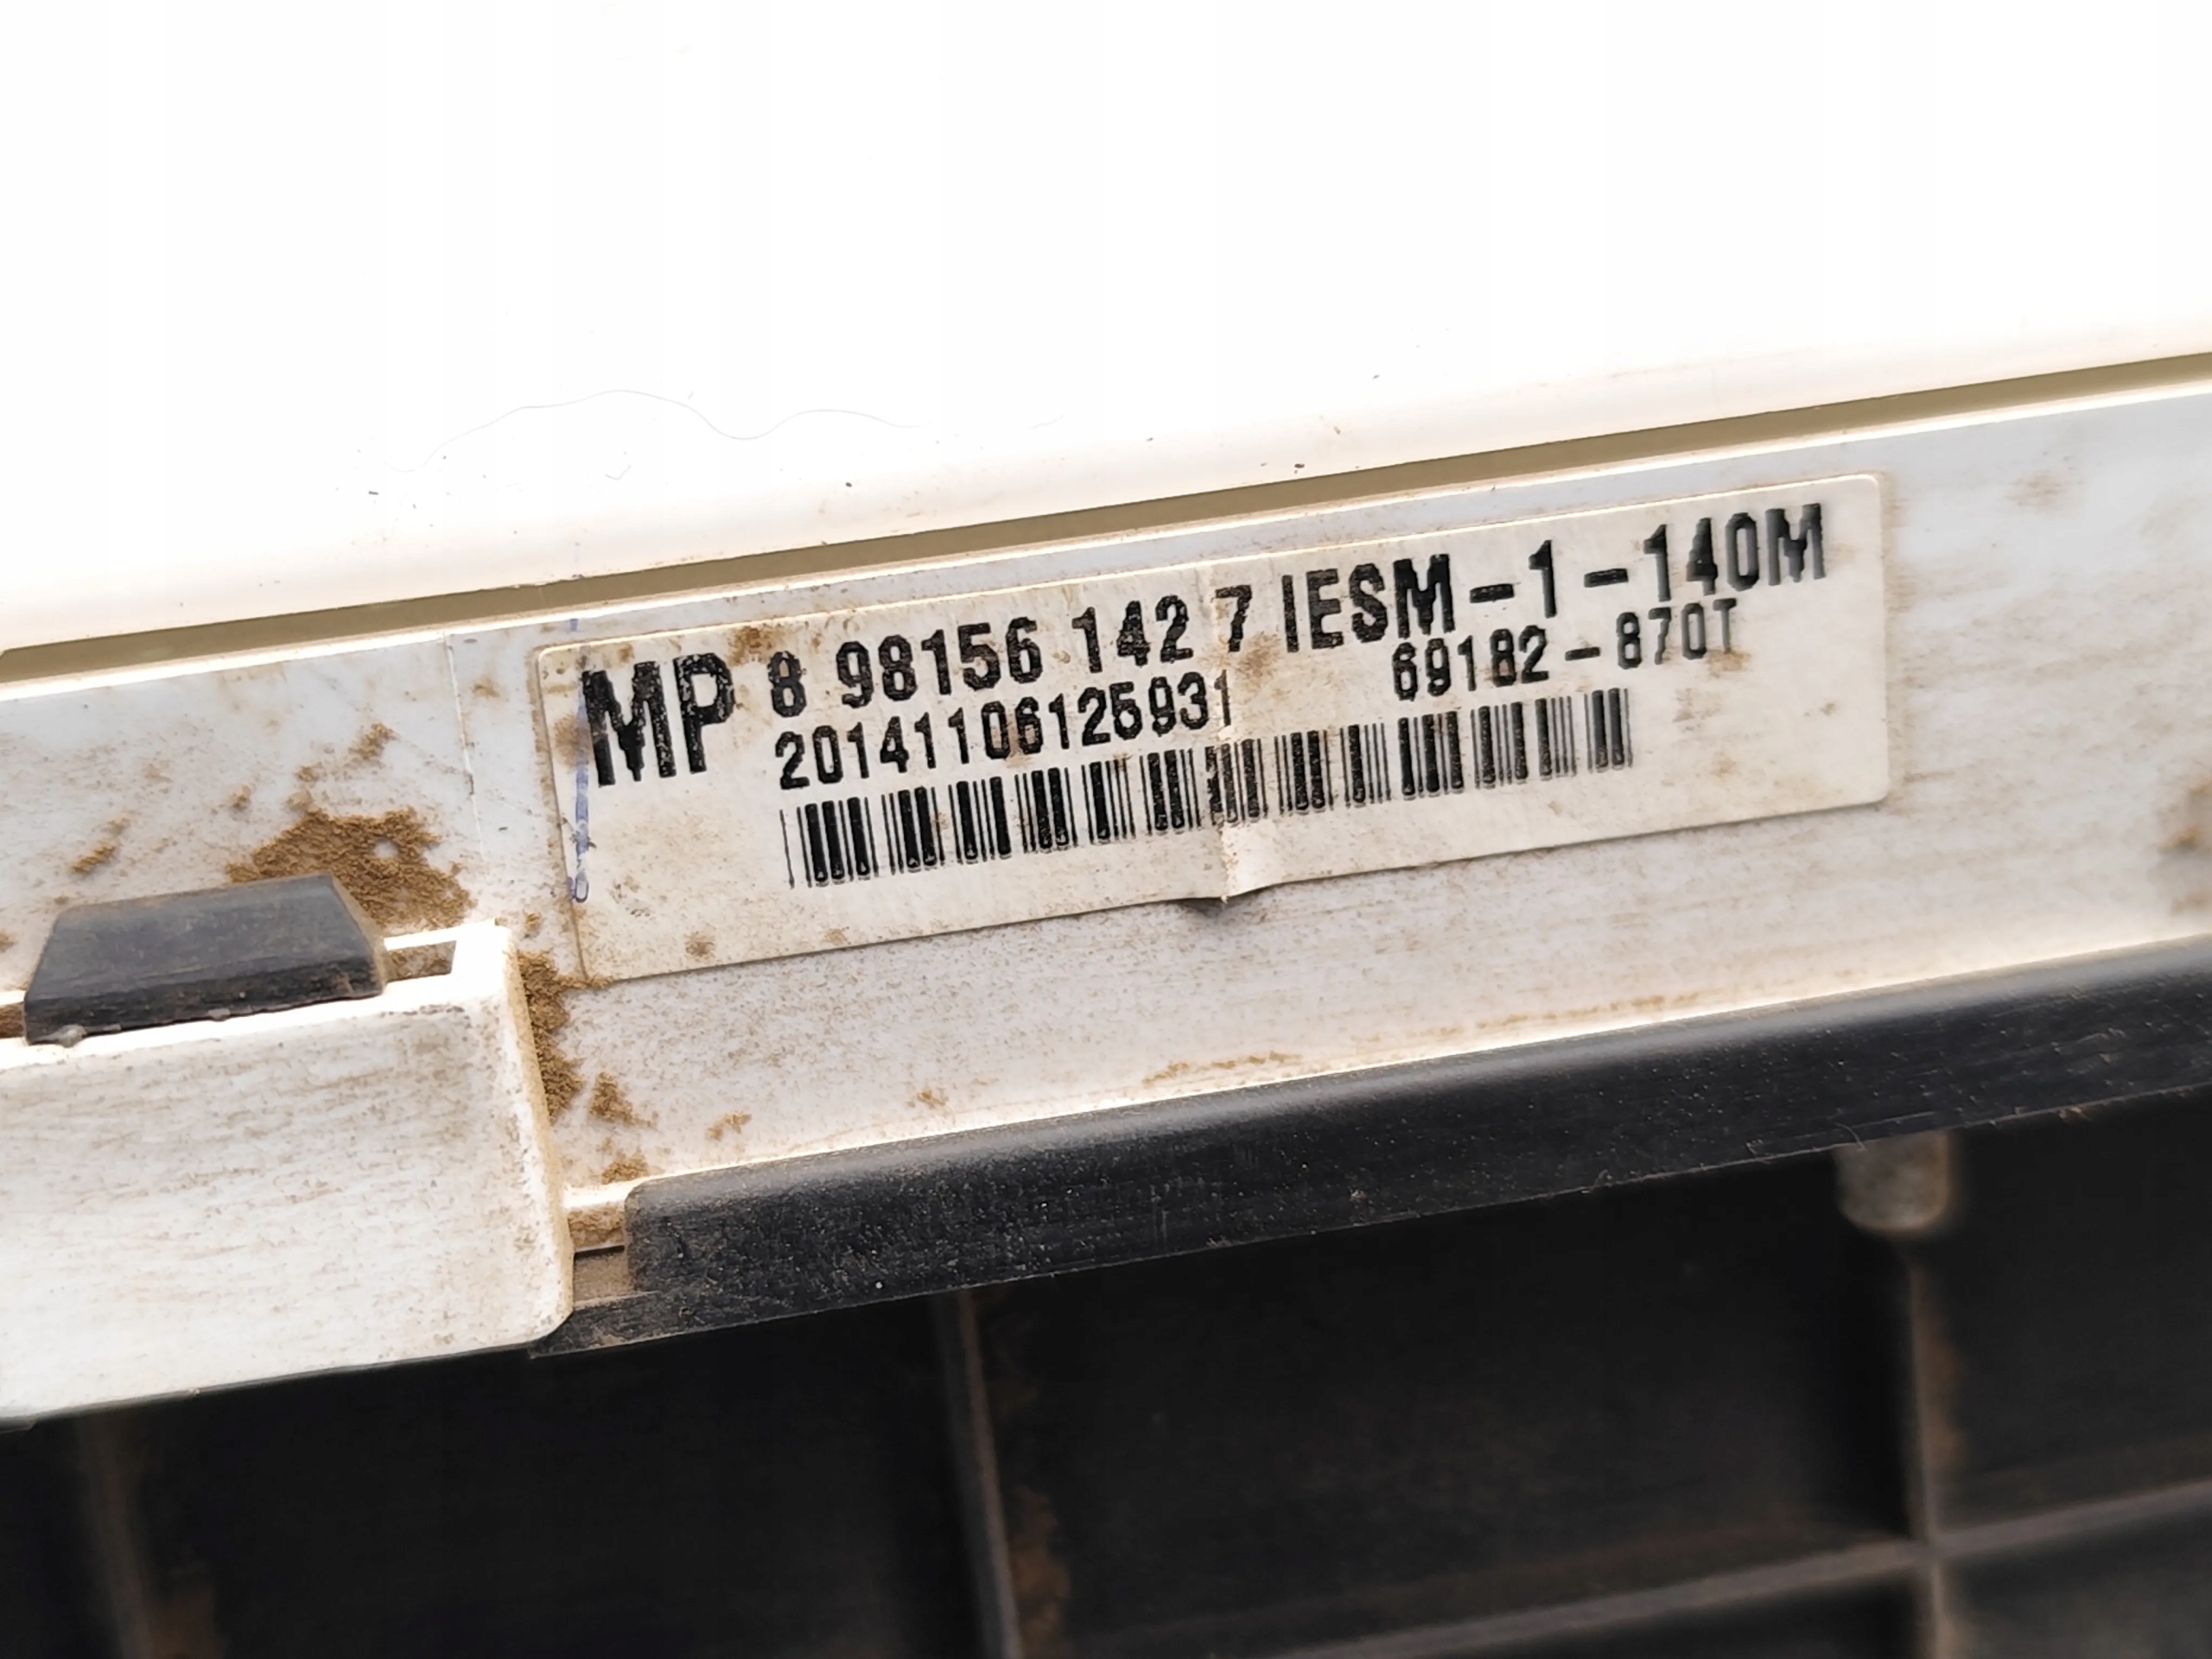 MP 8 98156 142 7 IESM-1-140M
20141106125931 69182-870T